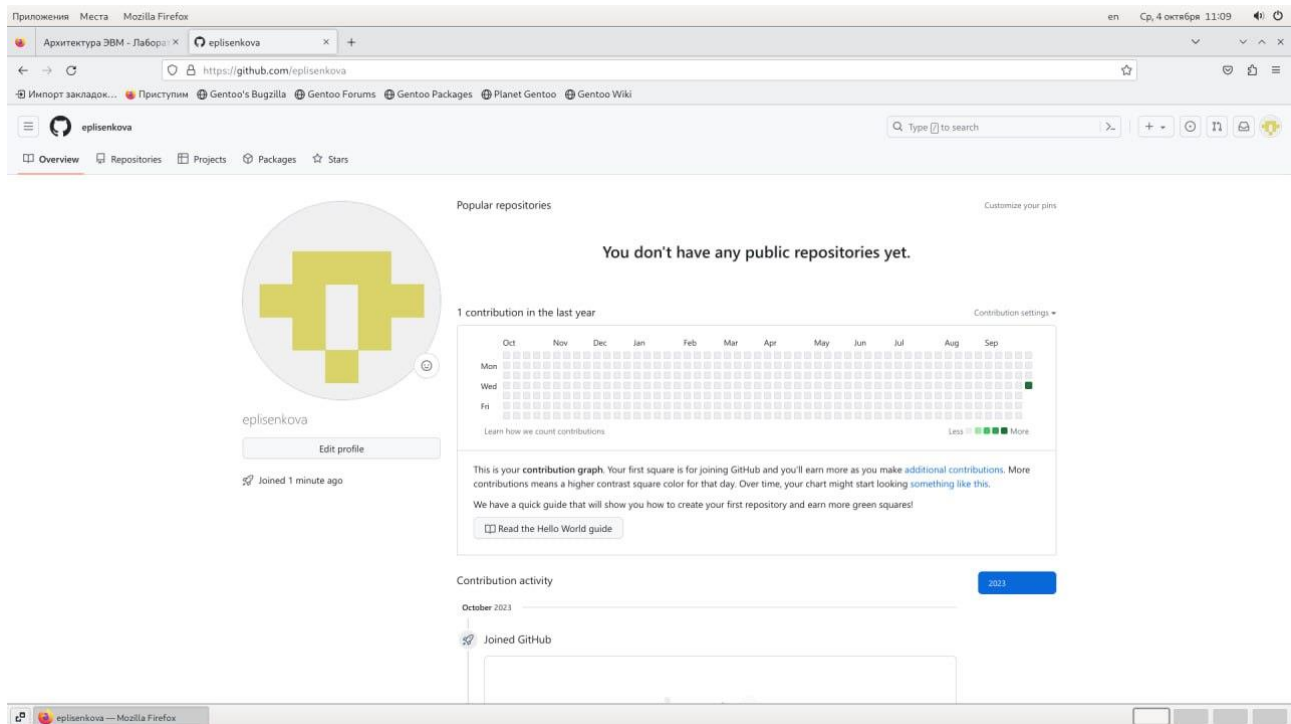 Приложения Места Mozilla Firefox en Ср, 4 октября 11:09
Архитектура ЭВМ - Лабора eplisenkova
https://github.com/eplisenkova
Импорт закладок... Приступим Gentoo's Bugzilla Gentoo Forums Gentoo Packages Planet Gentoo Gentoo Wiki
eplisenkova Type / to search
Overview Repositories Projects Packages Stars
Popular repositories Customize your pins
You don't have any public repositories yet.
1 contribution in the last year Contribution settings
Oct Nov Dec Jan Feb Mar Apr May Jun Jul Aug Sep
Mon
Wed
Fri
Learn how we count contributions Less More
eplisenkova
Edit profile
Joined 1 minute ago
This is your contribution graph. Your first square is for joining GitHub and you'll earn more as you make additional contributions. More
contributions means a higher contrast square color for that day. Over time, your chart might start looking something like this.
We have a quick guide that will show you how to create your first repository and earn more green squares!
Read the Hello World guide
Contribution activity 2023
October 2023
Joined GitHub
eplisenkova — Mozilla Firefox